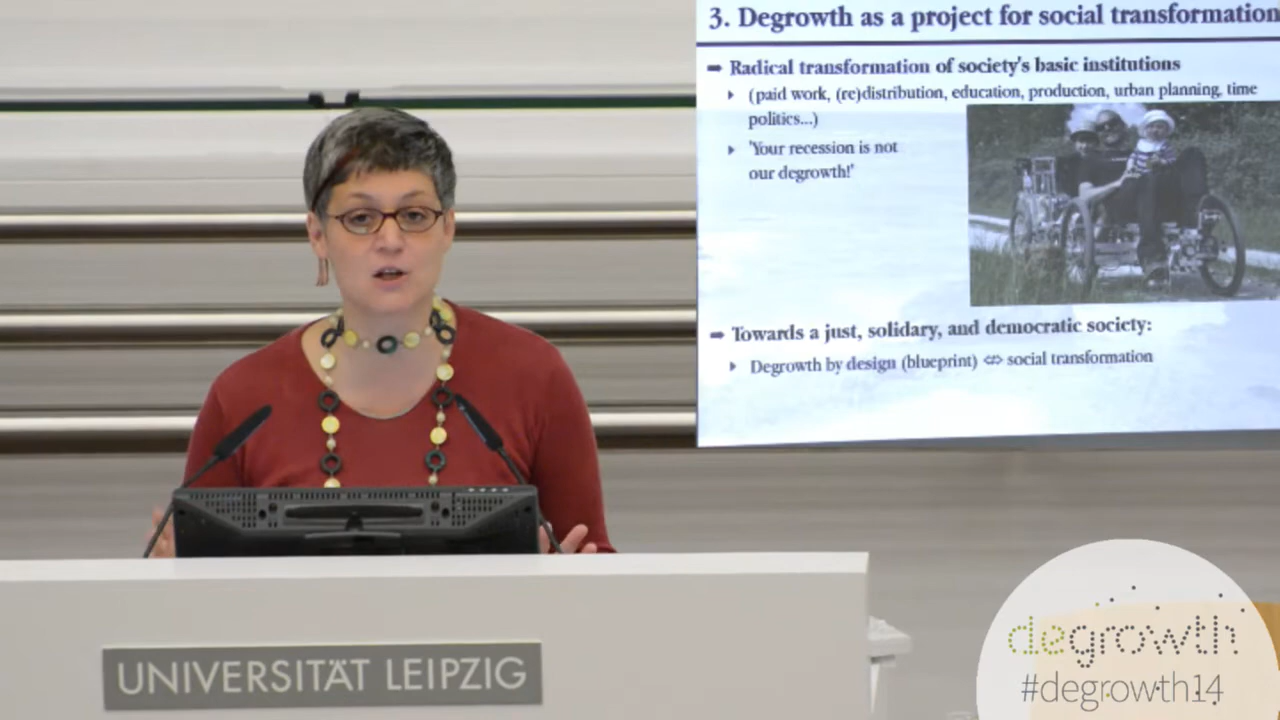 3. Degrowth as a project for social transformation
Radical transformation of society's basic institutions
(paid work, (re)distribution, education, production, urban planning, time
politics...)
'Your recession is not
our degrowth!'
Towards a just, solidary, and democratic society:
Degrowth by design (blueprint) <=> social transformation
UNIVERSITÄT LEIPZIG
degrowth
#degrowth14